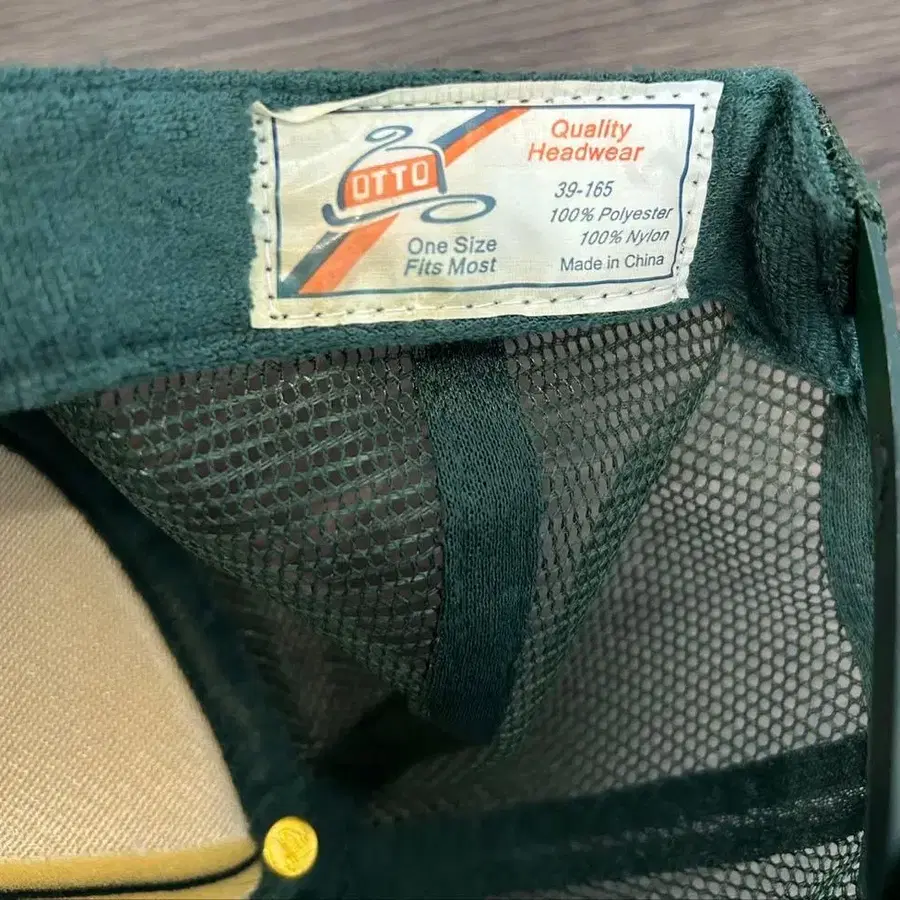 OTTO
One Size
Fits Most
Quality
Headwear
39-165
100% Polyester
100% Nylon
Made in China